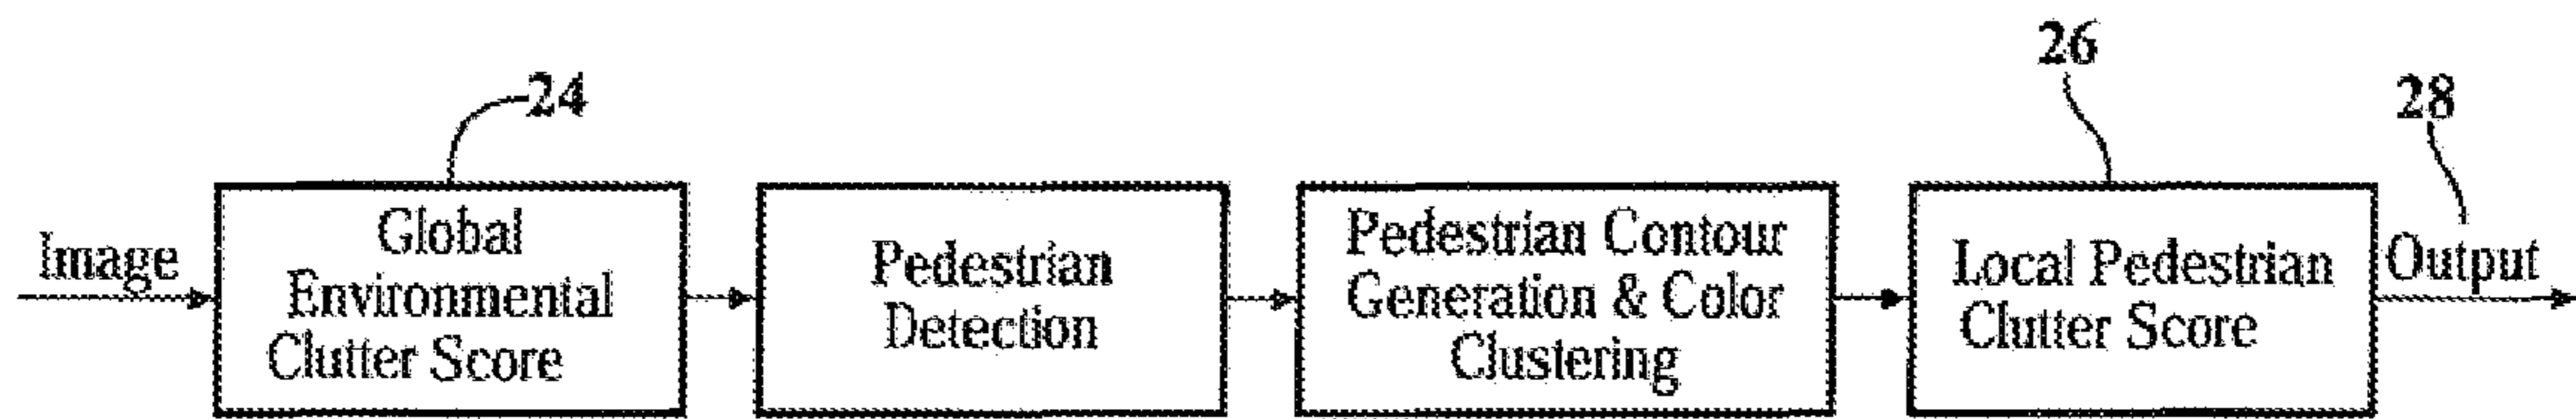 24
26
28
Image
Global
Environmental
Clutter Score
Pedestrian
Detection
Pedestrian Contour
Generation & Color
Clustering
Local Pedestrian
Clutter Score
Output